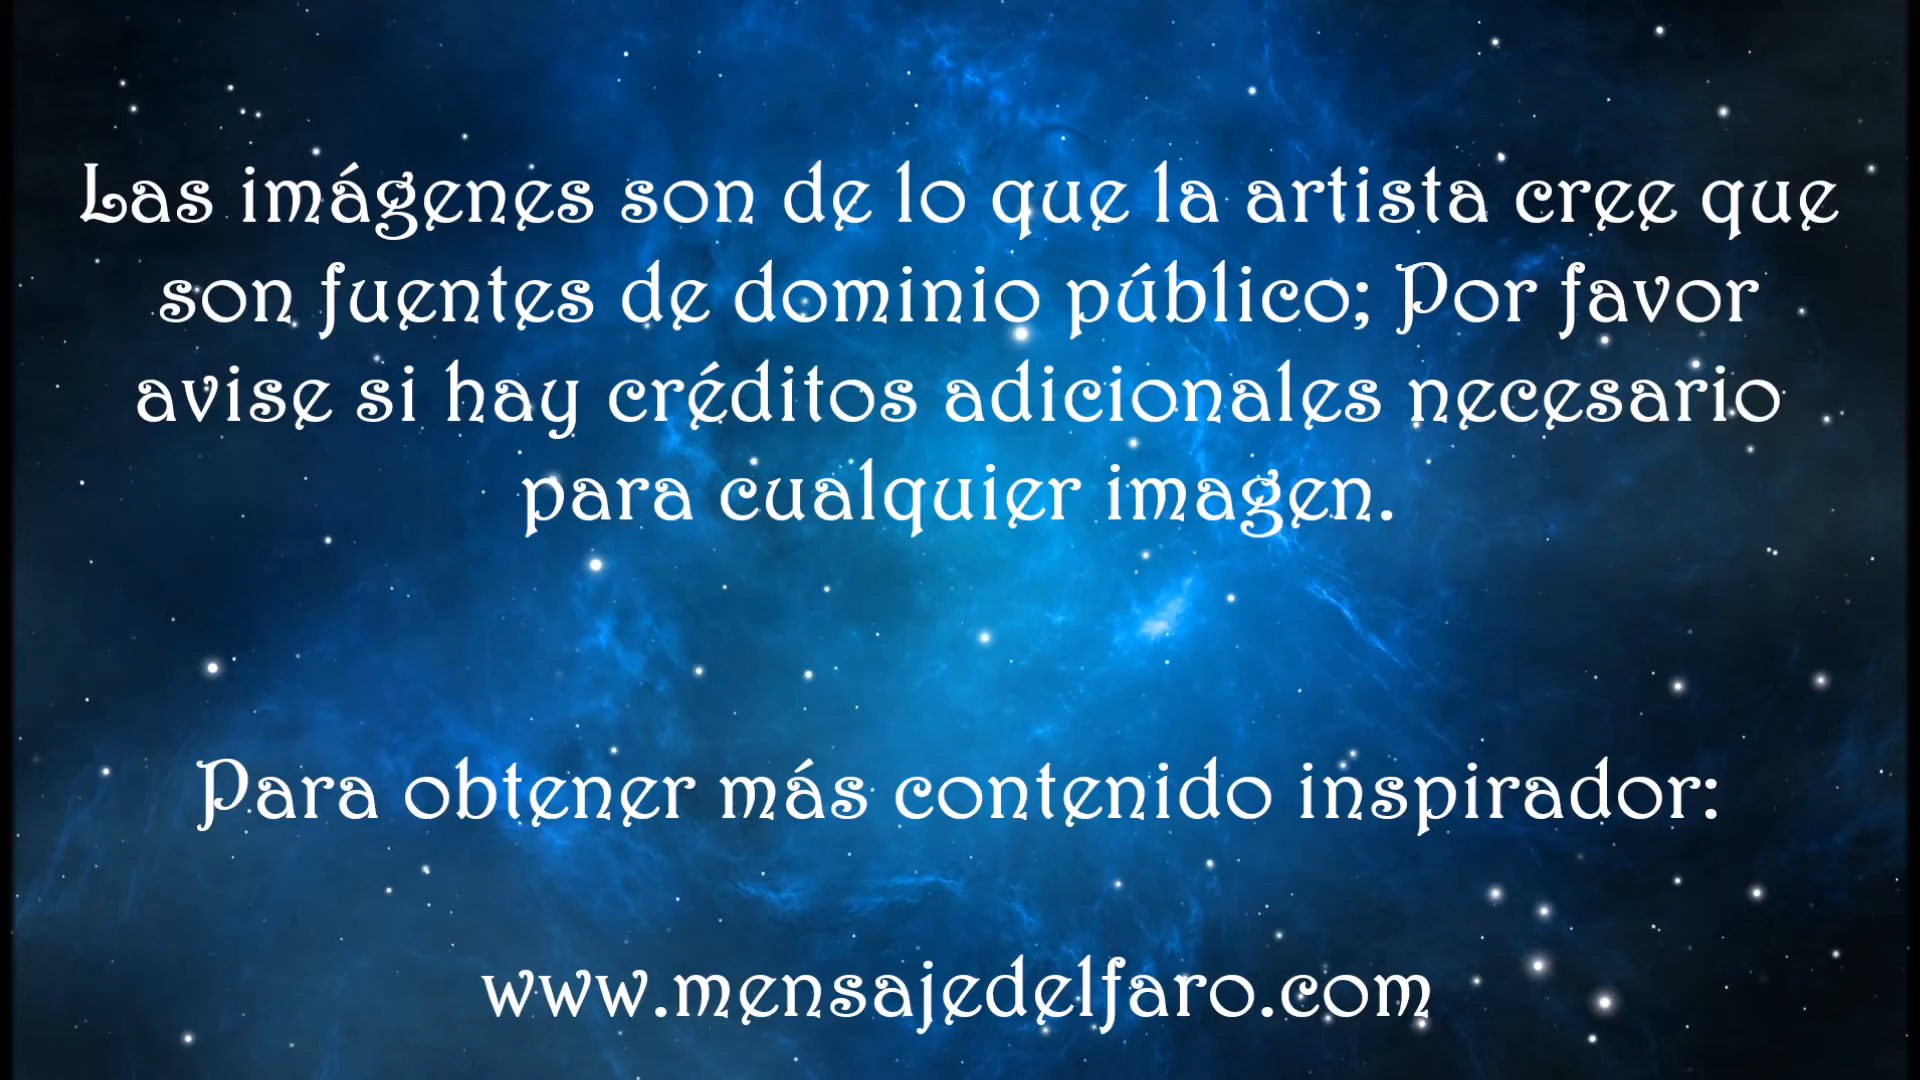 Las imágenes son de lo que la artista cree que
son fuentes de dominio público; Por favor
avise si hay créditos adicionales necesario
para cualquier imagen.
Para obtener más contenido inspirador:
www.mensajedelfaro.com